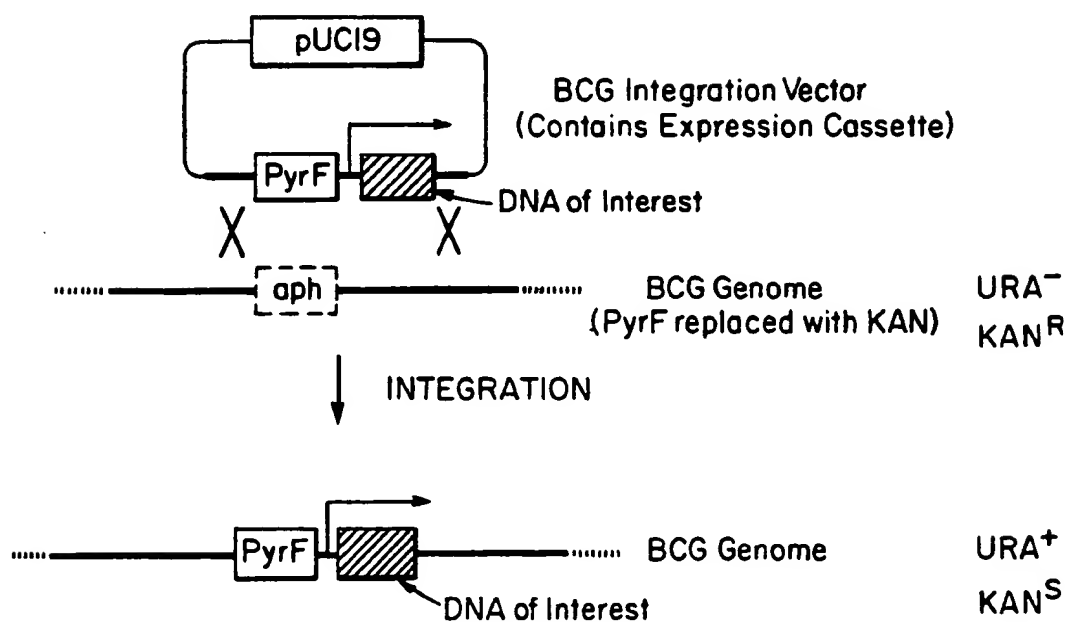 pUC19
BCG Integration Vector
(Contains Expression Cassette)
PyrF
DNA of Interest
aph
BCG Genome
(PyrF replaced with KAN)
URA⁻
KANᴿ
INTEGRATION
PyrF
BCG Genome
URA⁺
KANˢ
DNA of Interest